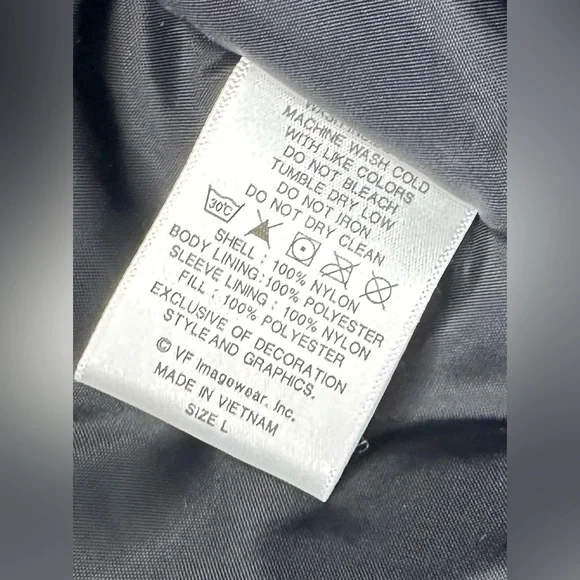 MACHINE WASH COLD
WITH LIKE COLORS
DO NOT BLEACH
TUMBLE DRY LOW
DO NOT IRON
DO NOT DRY CLEAN
30°C
SHELL : 100% NYLON
BODY LINING : 100% POLYESTER
SLEEVE LINING : 100% NYLON
FILL : 100% POLYESTER
EXCLUSIVE OF DECORATION
STYLE AND GRAPHICS.
© VF Imagewear, Inc.
MADE IN VIETNAM
SIZE L